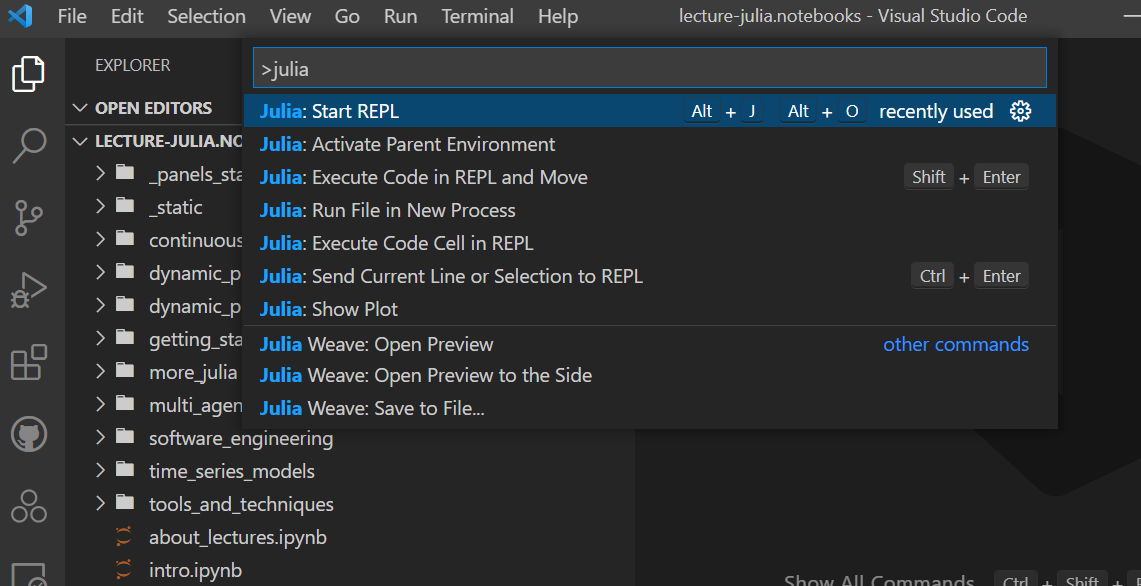 File Edit Selection View Go Run Terminal Help lecture-julia.notebooks - Visual Studio Code
>julia
EXPLORER
OPEN EDITORS
LECTURE-JULIA.NO
_panels_sta
_static
continuous
dynamic_p
dynamic_p
getting_sta
more_julia
multi_agen
software_engineering
time_series_models
tools_and_techniques
about_lectures.ipynb
intro.ipynb
Julia: Start REPL Alt + J Alt + O recently used
Julia: Activate Parent Environment
Julia: Execute Code in REPL and Move Shift + Enter
Julia: Run File in New Process
Julia: Execute Code Cell in REPL
Julia: Send Current Line or Selection to REPL Ctrl + Enter
Julia: Show Plot
Julia Weave: Open Preview other commands
Julia Weave: Open Preview to the Side
Julia Weave: Save to File...
Show All Commands Ctrl + Shift +